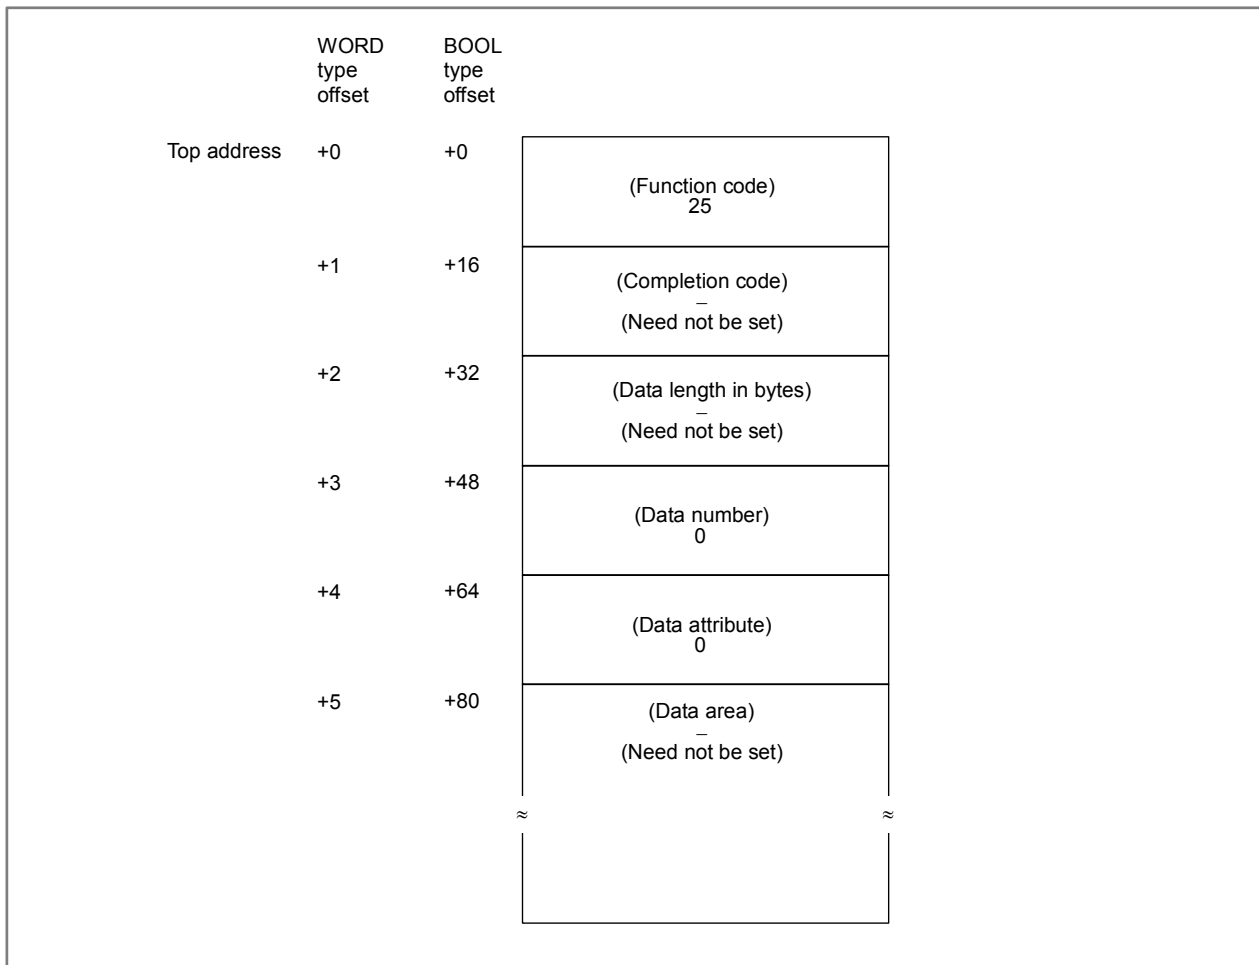 WORD BOOL
type type
offset offset
Top address +0 +0
(Function code)
25
+1 +16
(Completion code)
–
(Need not be set)
+2 +32
(Data length in bytes)
–
(Need not be set)
+3 +48
(Data number)
0
+4 +64
(Data attribute)
0
+5 +80
(Data area)
–
(Need not be set)
≈ ≈